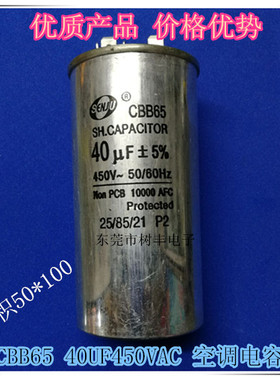 优质产品 价格优势
SENJU ®
CBB65
SH.CAPACITOR
40 μF±5%
450V~ 50/60Hz
Non PCB 10000 AFC
Protected
25/85/21 P2
东莞市树丰电子
积50*100
CBB65 40UF450VAC 空调电容